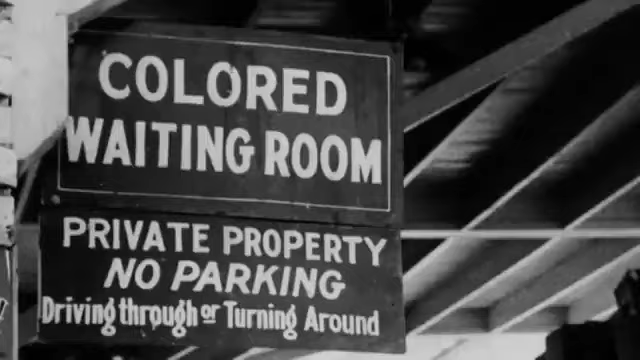 COLORED
WAITING ROOM
PRIVATE PROPERTY
NO PARKING
Driving through or Turning Around